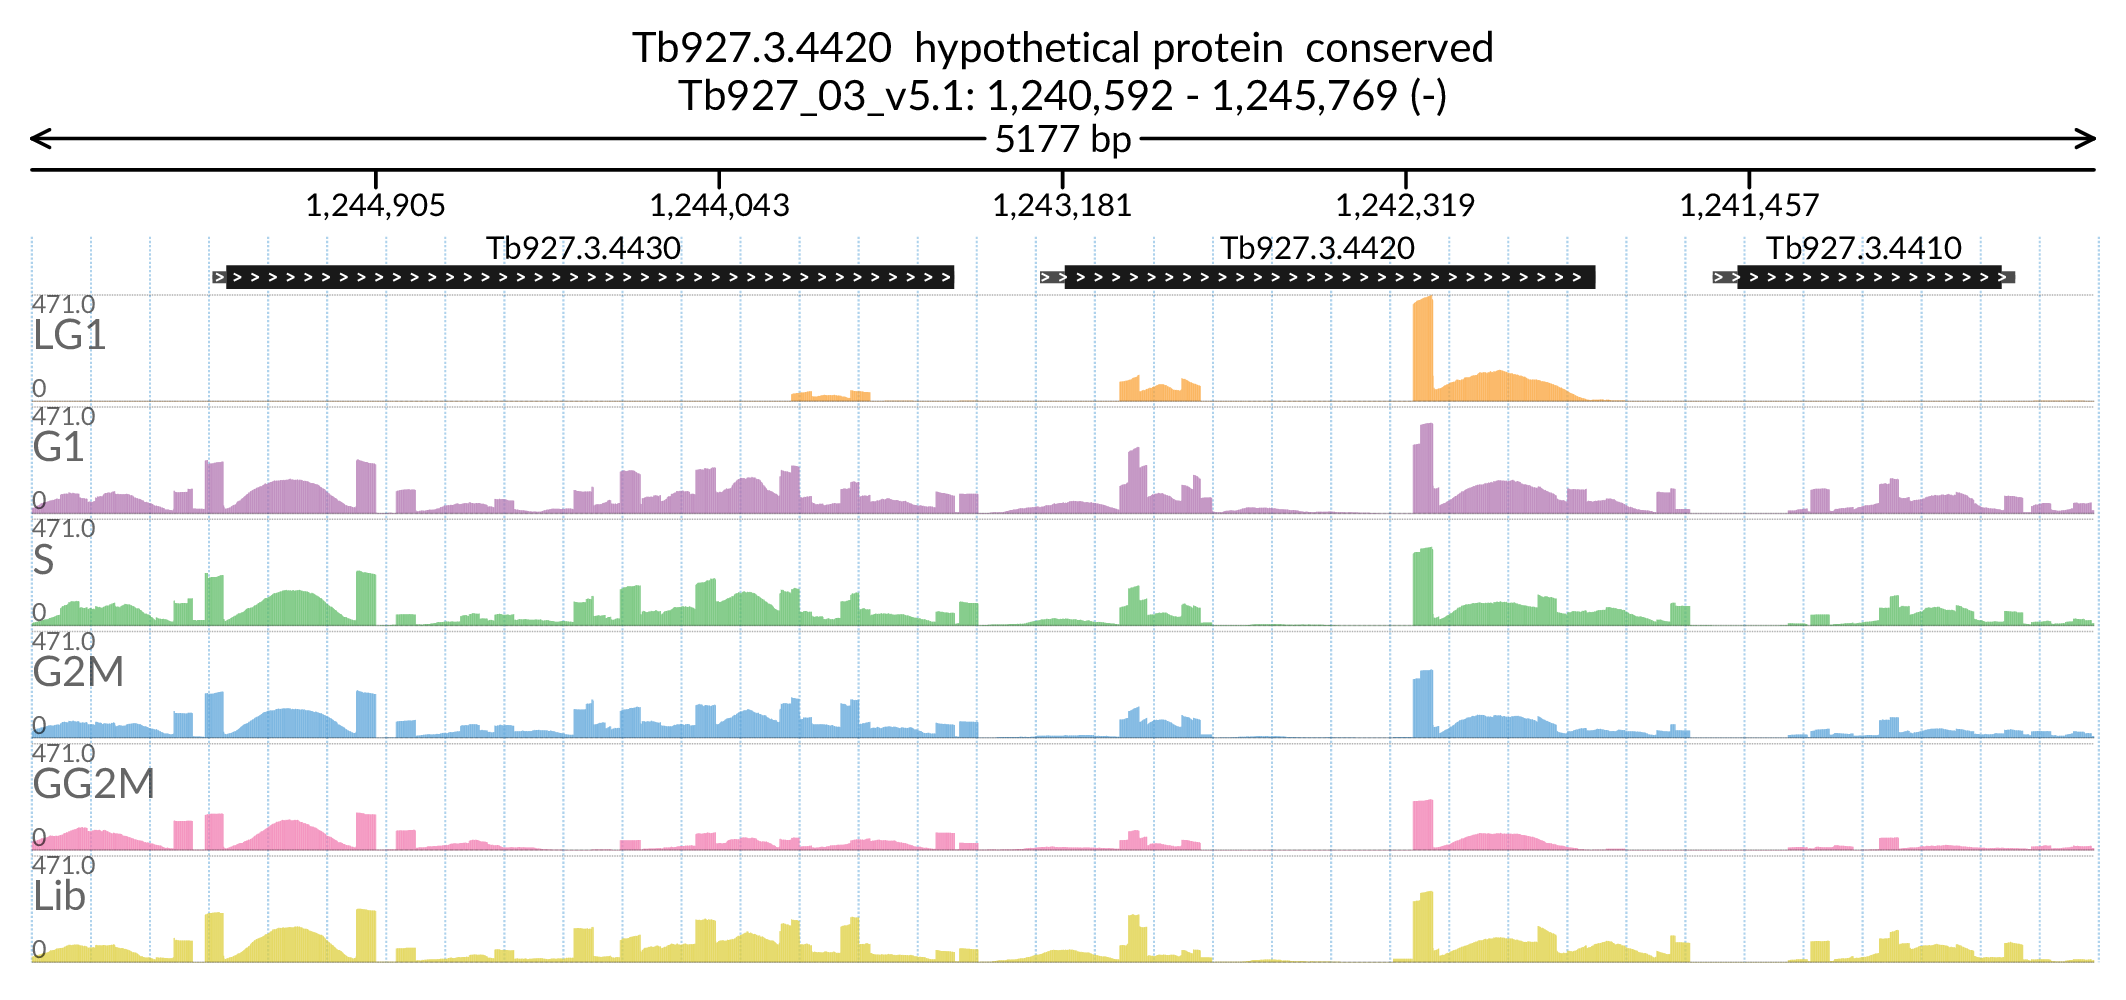 Tb927.3.4420 hypothetical protein conserved
Tb927_03_v5.1: 1,240,592 - 1,245,769 (-)
5177 bp
1,244,905 1,244,043 1,243,181 1,242,319 1,241,457
Tb927.3.4430 Tb927.3.4420 Tb927.3.4410
471.0
LG1
0
471.0
G1
0
471.0
S
0
471.0
G2M
0
471.0
GG2M
0
471.0
Lib
0